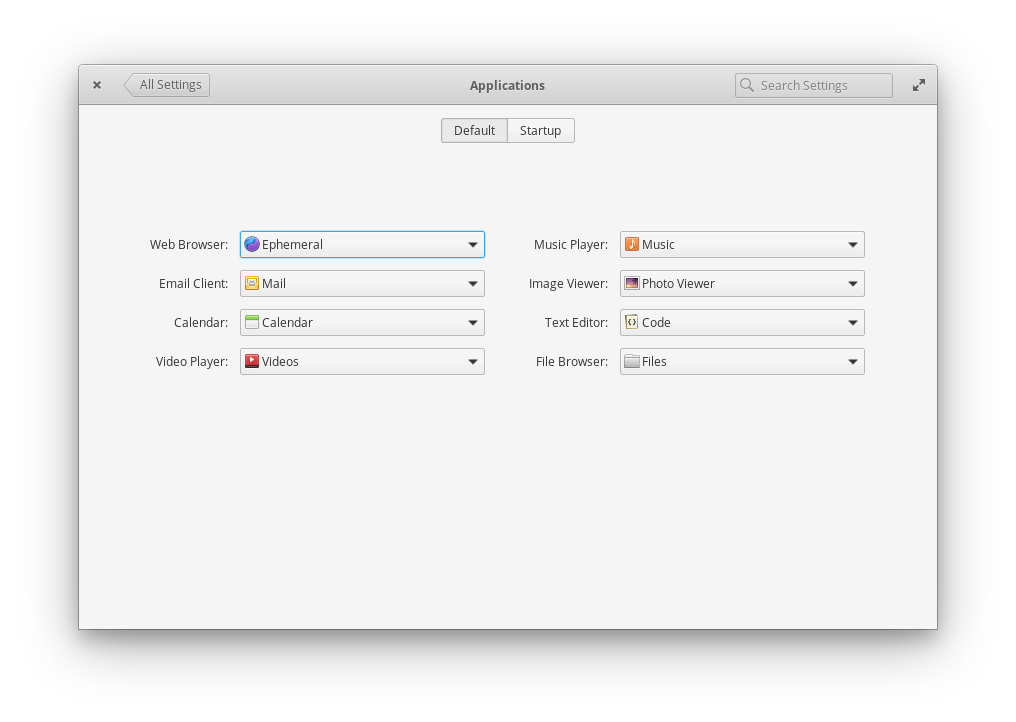 All Settings
Applications
Search Settings
Default
Startup
Web Browser: Ephemeral
Music Player: Music
Email Client: Mail
Image Viewer: Photo Viewer
Calendar: Calendar
Text Editor: Code
Video Player: Videos
File Browser: Files